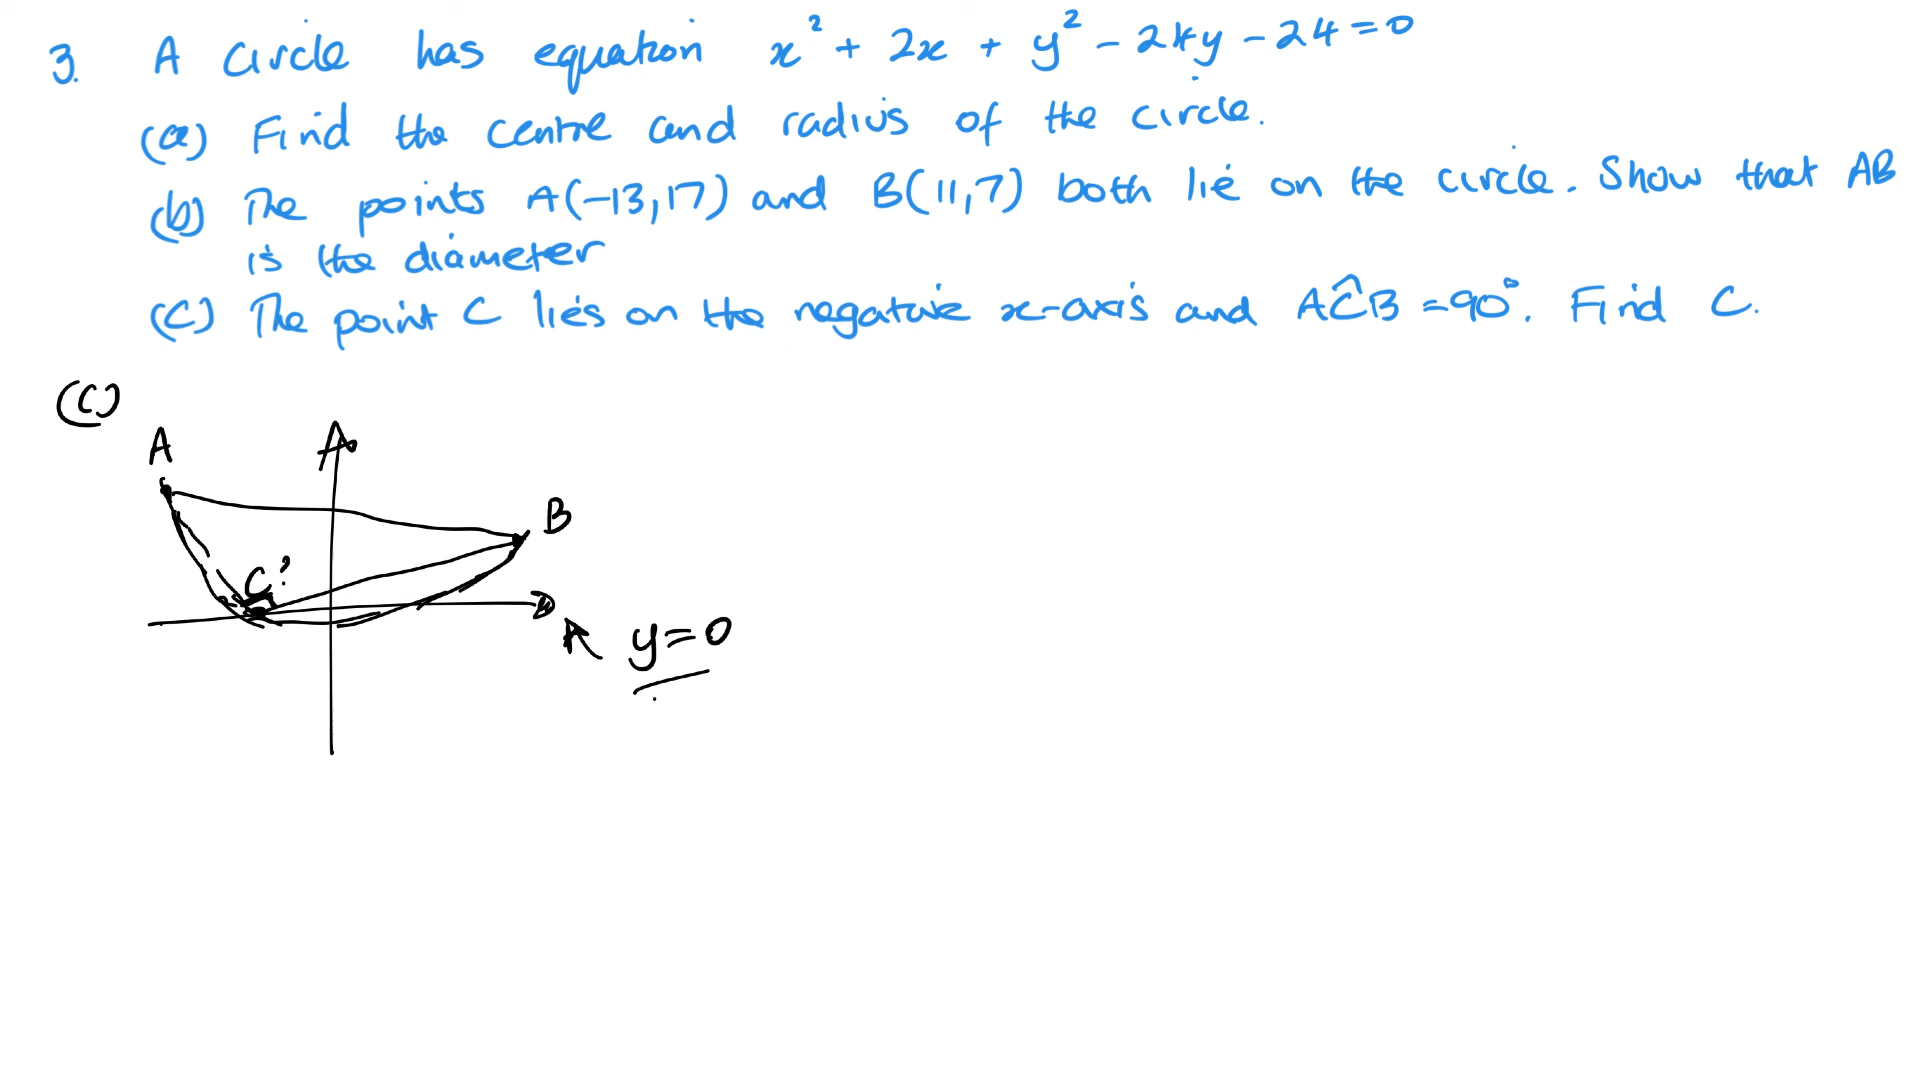 3. A circle has equation x² + 2x + y² - 24y - 24 = 0
(a) Find the centre and radius of the circle.
(b) The points A(-13,17) and B(11,7) both lie on the circle. Show that AB
is the diameter
(C) The point C lies on the negative x-axis and AĈB = 90°. Find C.
(C)
A
B
C?
y=0